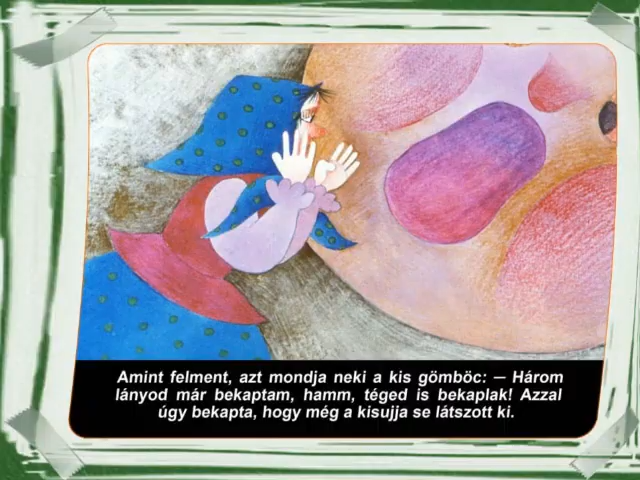 Amint felment, azt mondja neki a kis gömböc: — Három
lányod már bekaptam, hamm, téged is bekaplak! Azzal
úgy bekapta, hogy még a kisujja se látszott ki.